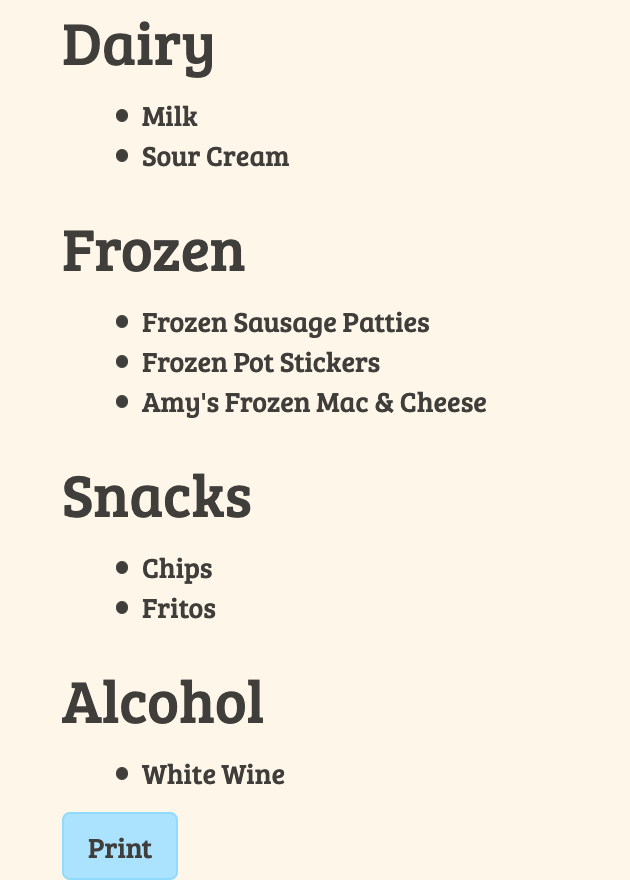 Dairy
Milk
Sour Cream
Frozen
Frozen Sausage Patties
Frozen Pot Stickers
Amy's Frozen Mac & Cheese
Snacks
Chips
Fritos
Alcohol
White Wine
Print